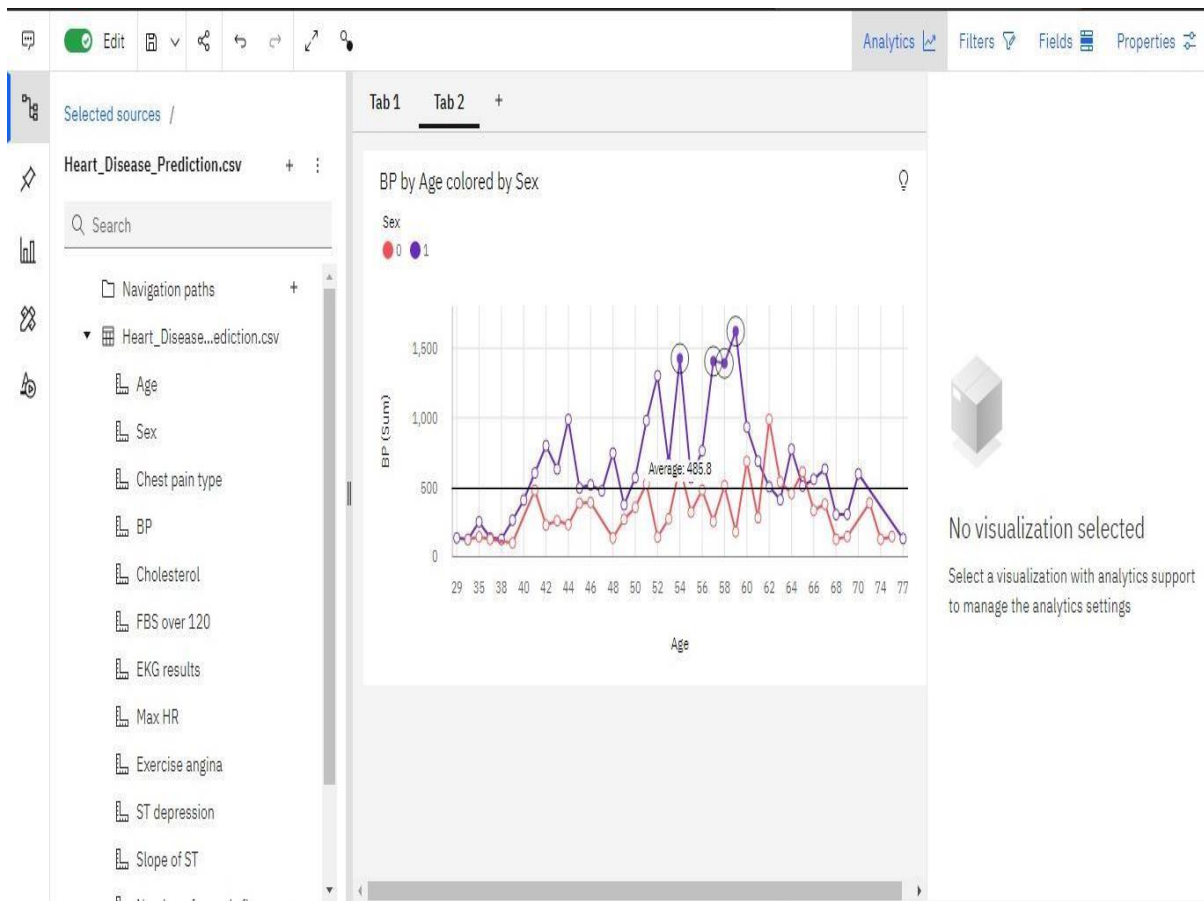 Edit
Analytics Filters Fields Properties
Selected sources /
Heart_Disease_Prediction.csv
Search
Navigation paths
Heart_Disease...ediction.csv
Age
Sex
Chest pain type
BP
Cholesterol
FBS over 120
EKG results
Max HR
Exercise angina
ST depression
Slope of ST
Tab 1 Tab 2 +
BP by Age colored by Sex
Sex
0 1
BP (Sum)
1,500
1,000
500
0
Average: 485.8
29 35 38 40 42 44 46 48 50 52 54 56 58 60 62 64 66 68 70 74 77
Age
No visualization selected
Select a visualization with analytics support
to manage the analytics settings